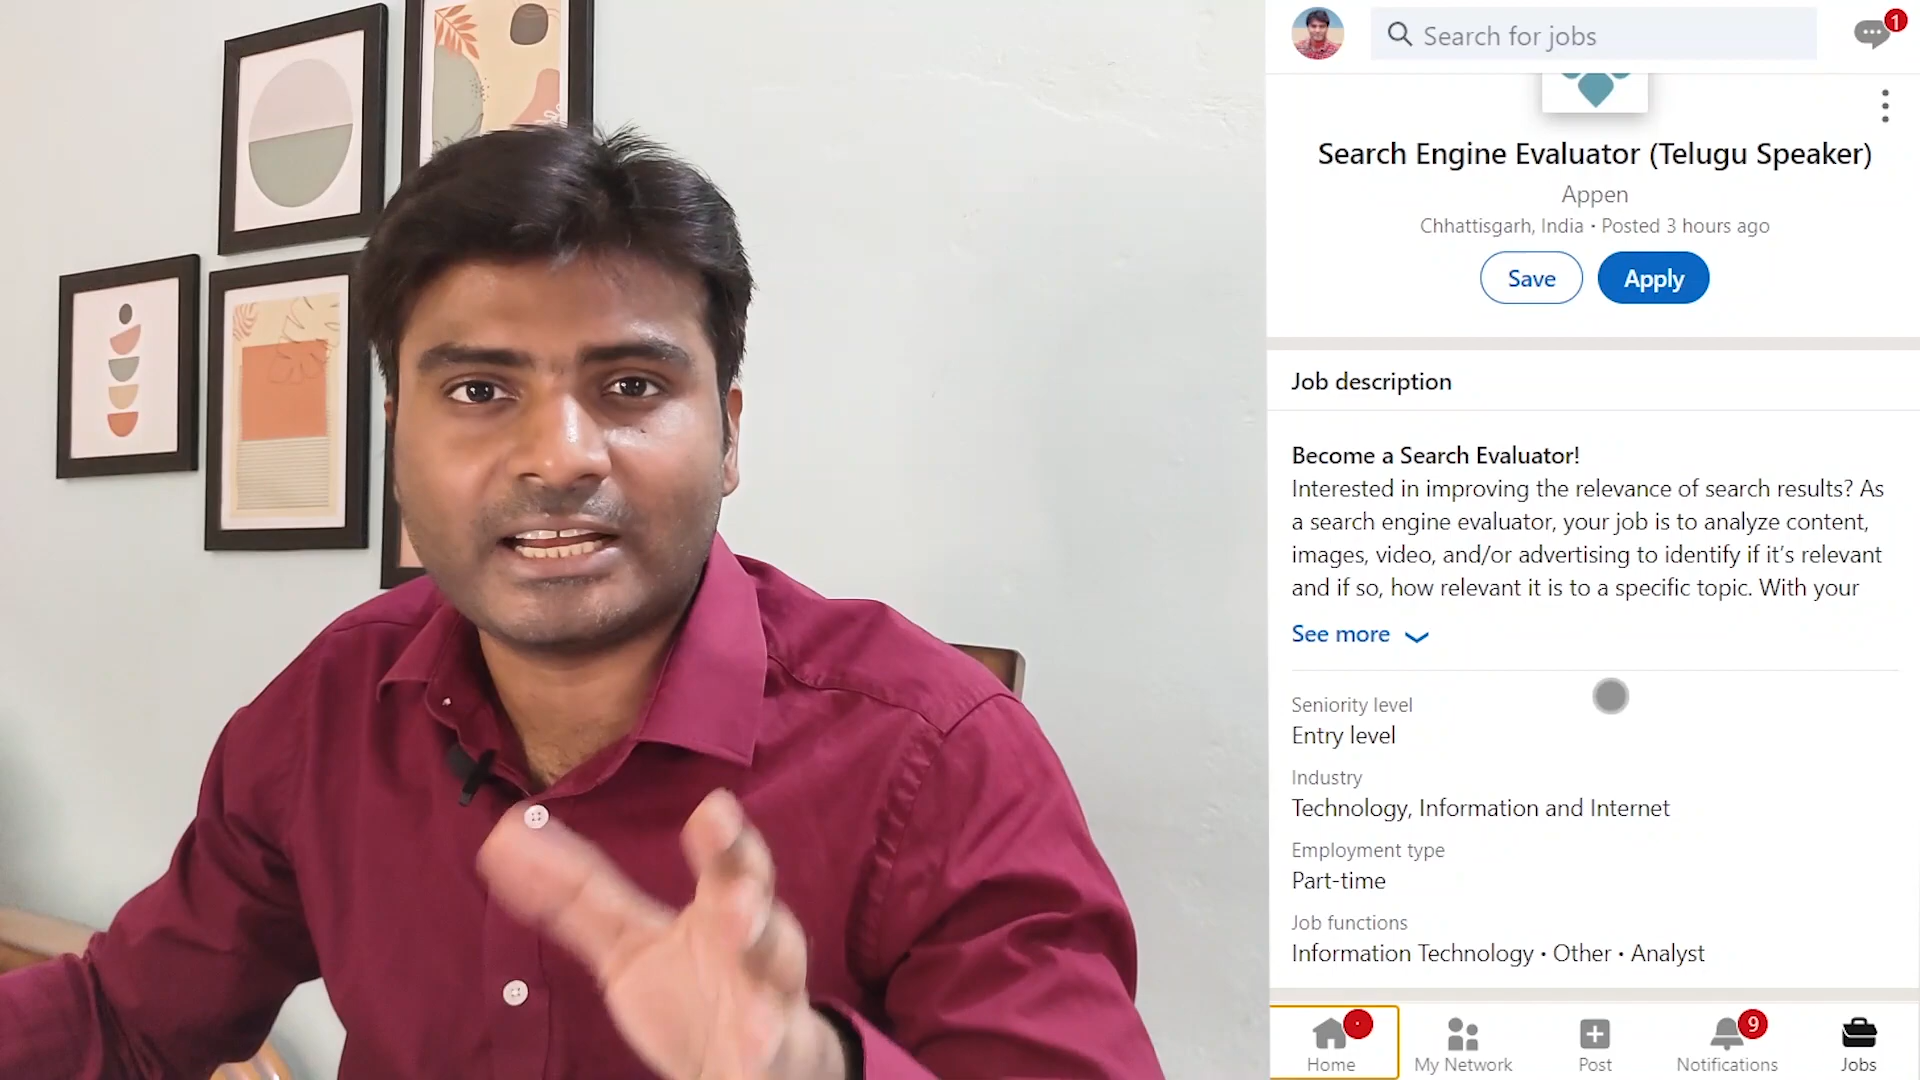 Search for jobs
1
Search Engine Evaluator (Telugu Speaker)
Appen
Chhattisgarh, India • Posted 3 hours ago
Save
Apply
Job description
Become a Search Evaluator!
Interested in improving the relevance of search results? As
a search engine evaluator, your job is to analyze content,
images, video, and/or advertising to identify if it’s relevant
and if so, how relevant it is to a specific topic. With your
See more
Seniority level
Entry level
Industry
Technology, Information and Internet
Employment type
Part-time
Job functions
Information Technology • Other • Analyst
9
Home
My Network
Post
Notifications
Jobs